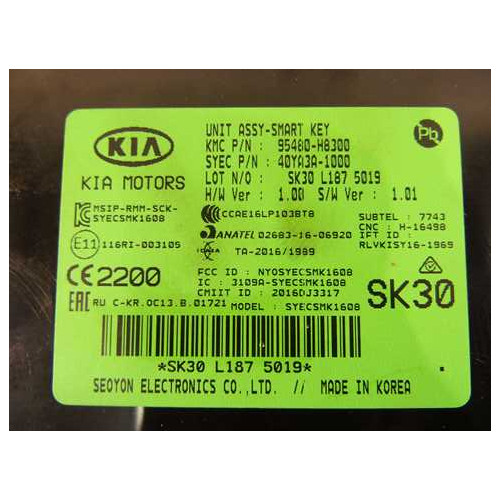 UNIT ASSY-SMART KEY
KIA
KMC P/N : 95480-H8300
SYEC P/N : 40YA3A-1000
KIA MOTORS
LOT N/O : SK30 L187 5019
H/W Ver : 1.00 S/W Ver : 1.01
Pb
MSIP-RMM-SCK-
SYECSMK1608
CCAE16LP103BT8
SUBTEL : 7743
CNC : H-16498
E11 116RI-003105
ANATEL 02683-16-06920
IFT ID :
TA-2016/1989
RLVKISY16-1969
CE 2200
FCC ID : NYOSYECSMK1608
IC : 3109A-SYECSMK1608
CMIIT ID : 2016DJ3317
SK30
EAC RU C-KR.OC13.B.01721
MODEL : SYECSMK1608
*SK30 L187 5019*
SEOYON ELECTRONICS CO.,LTD. // MADE IN KOREA